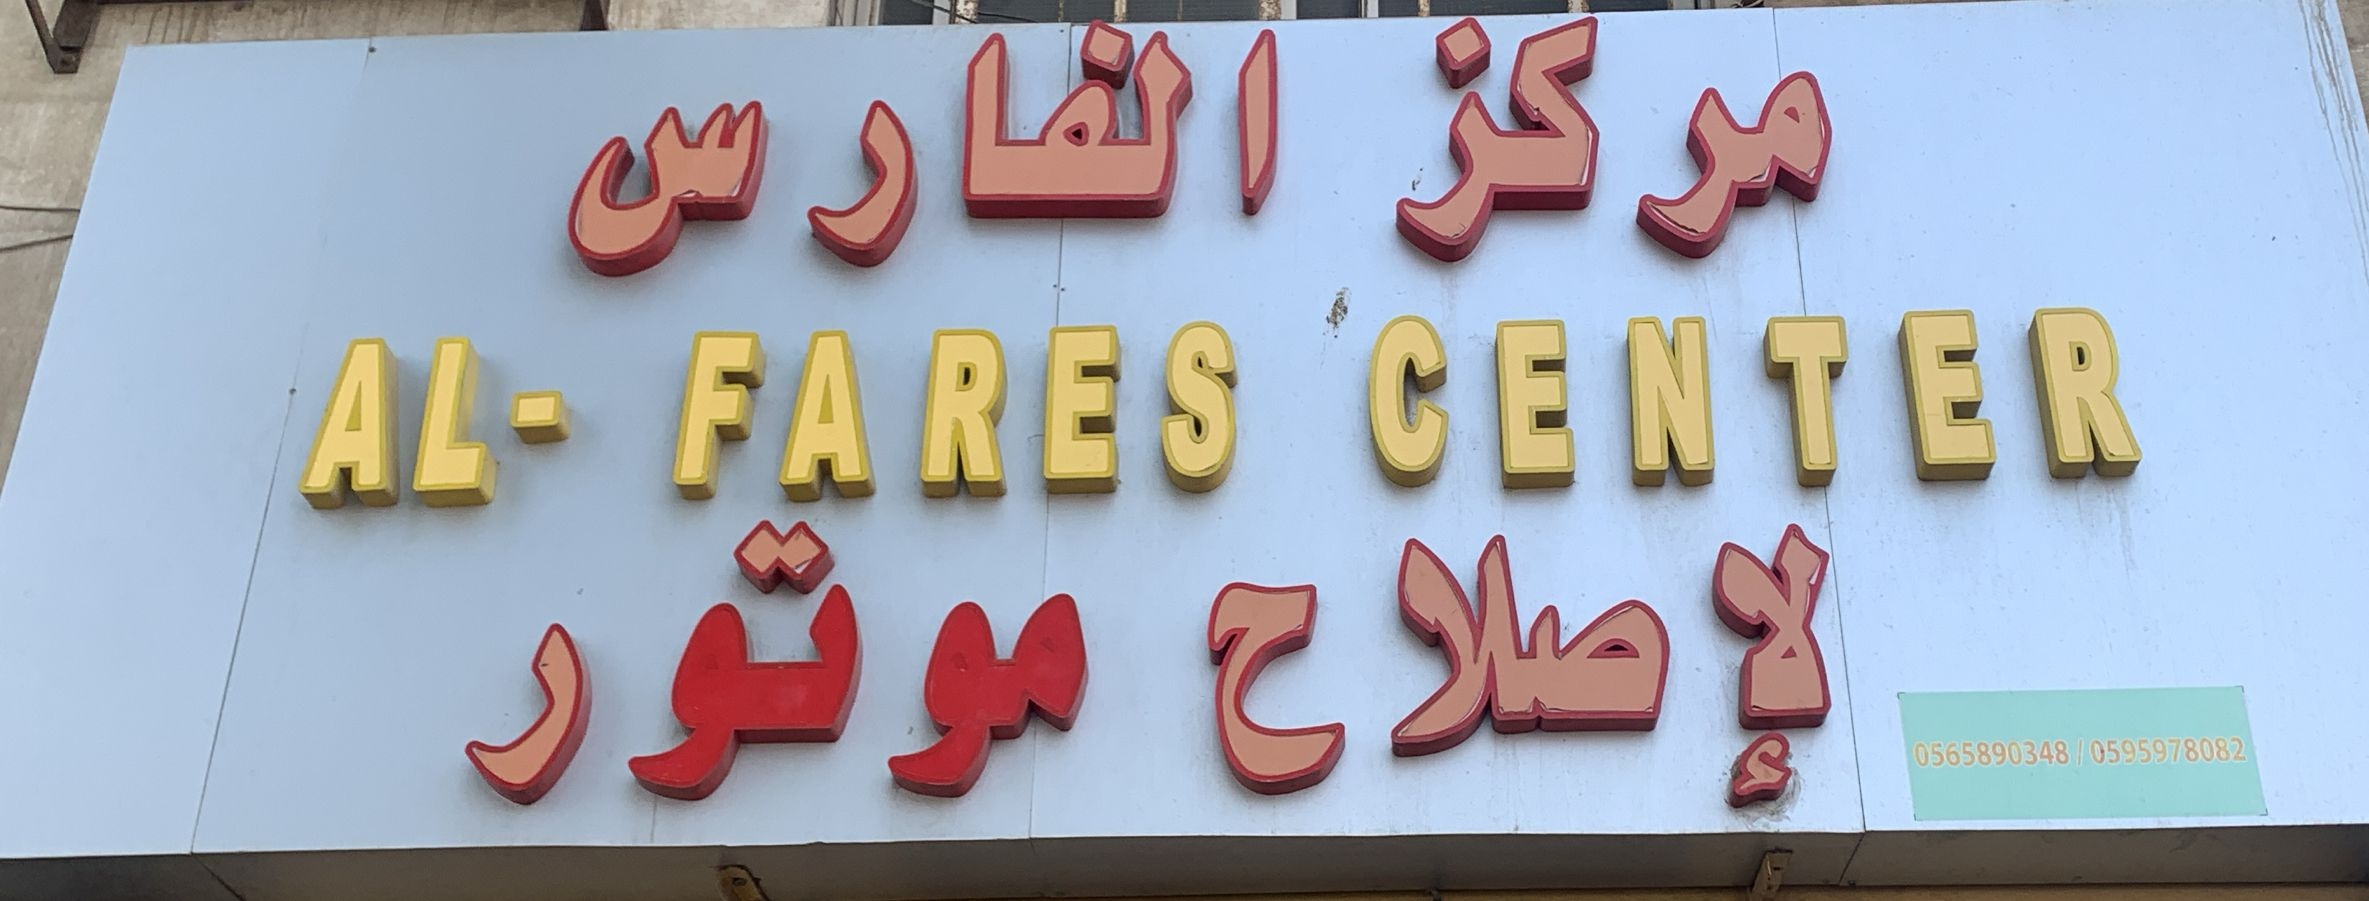 مركز الفارس
AL- FARES CENTER
لإصلاح موتور
0565890348 / 0595978082